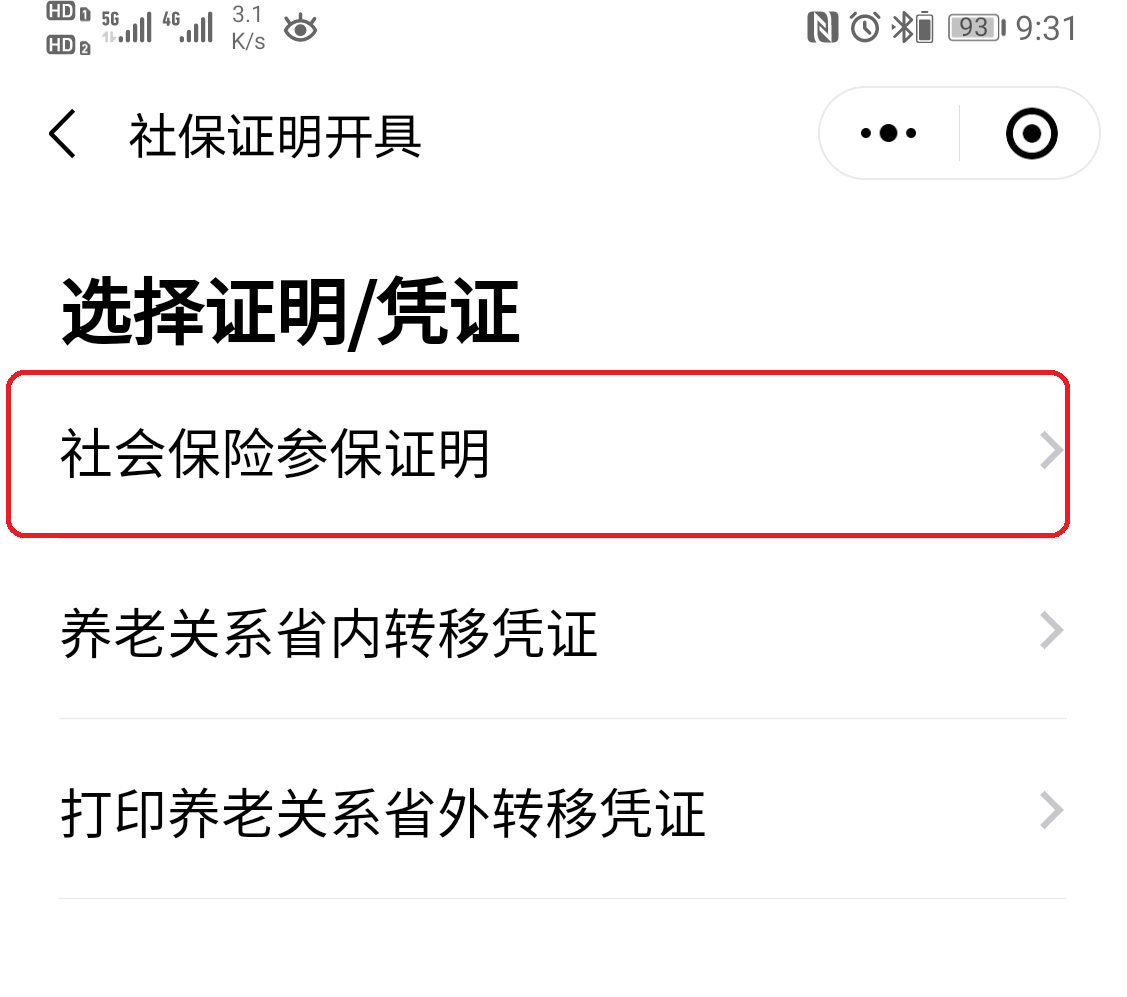 HD 1 5G 4G 3.1 93 9:31
HD 2 K/s
社保证明开具
选择证明/凭证
社会保险参保证明
养老关系省内转移凭证
打印养老关系省外转移凭证